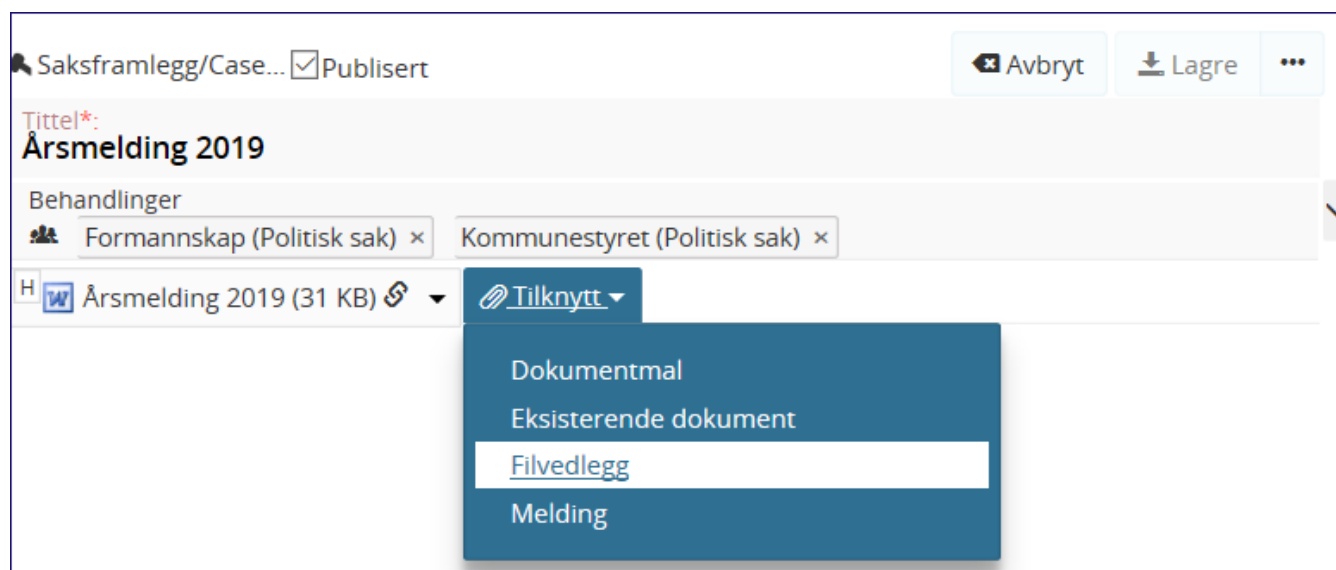 Saksframlegg/Case... Publisert Avbryt Lagre ...
Tittel*:
Årsmelding 2019
Behandlinger
Formannskap (Politisk sak) × Kommunestyret (Politisk sak) ×
H W Årsmelding 2019 (31 KB) Tilknytt
Dokumentmal
Eksisterende dokument
Filvedlegg
Melding